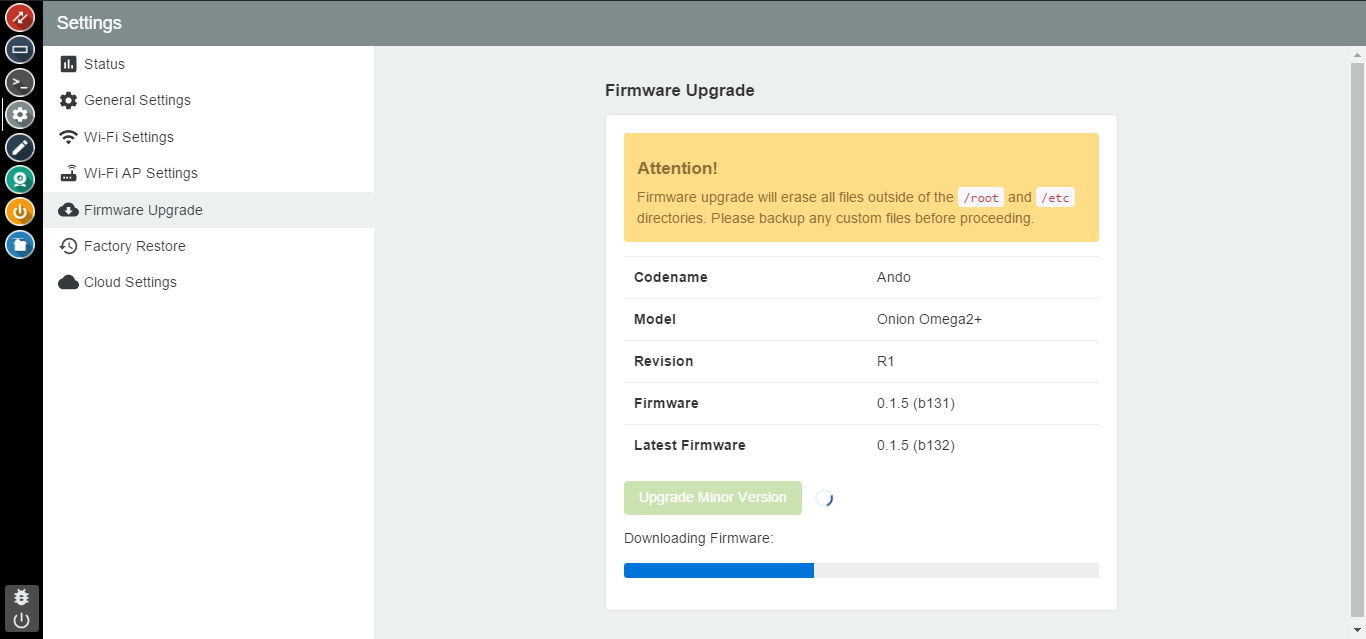 Settings
Status
General Settings
Wi-Fi Settings
Wi-Fi AP Settings
Firmware Upgrade
Factory Restore
Cloud Settings
Firmware Upgrade
Attention!
Firmware upgrade will erase all files outside of the /root and /etc
directories. Please backup any custom files before proceeding.
Codename Ando
Model Onion Omega2+
Revision R1
Firmware 0.1.5 (b131)
Latest Firmware 0.1.5 (b132)
Upgrade Minor Version
Downloading Firmware: